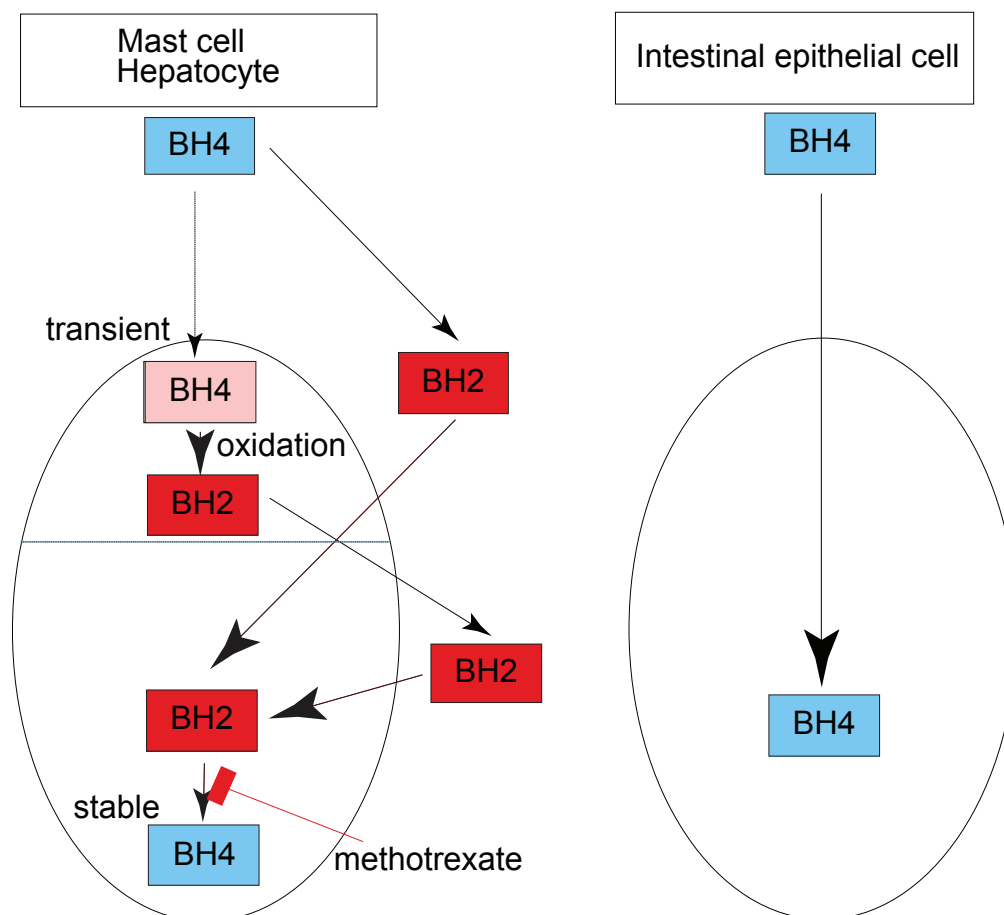 Mast cell
Hepatocyte
Intestinal epithelial cell
BH4
BH4
transient
BH4
BH2
oxidation
BH2
BH2
BH2
BH4
stable
BH4
methotrexate